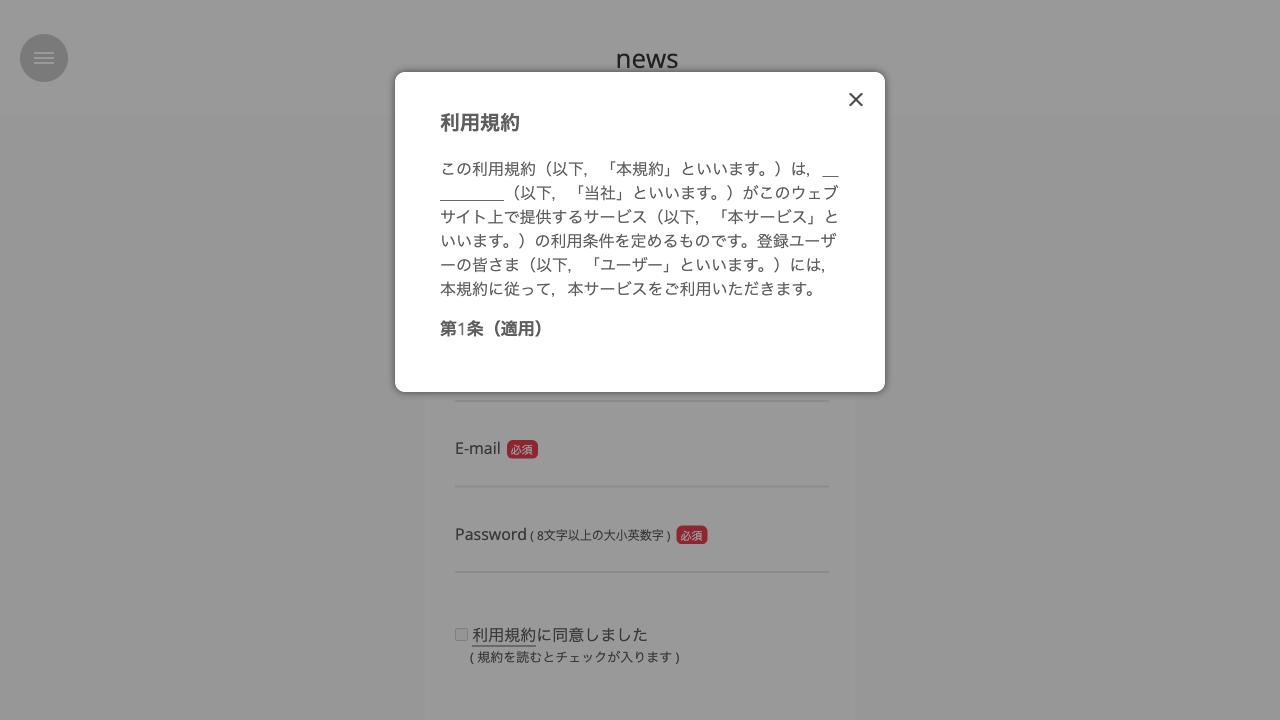 news
利用規約
この利用規約（以下，「本規約」といいます。）は，__
________（以下，「当社」といいます。）がこのウェブ
サイト上で提供するサービス（以下，「本サービス」と
いいます。）の利用条件を定めるものです。登録ユーザ
ーの皆さま（以下，「ユーザー」といいます。）には，
本規約に従って，本サービスをご利用いただきます。
第1条（適用）
E-mail 必須
Password ( 8文字以上の大小英数字 ) 必須
利用規約に同意しました
( 規約を読むとチェックが入ります )